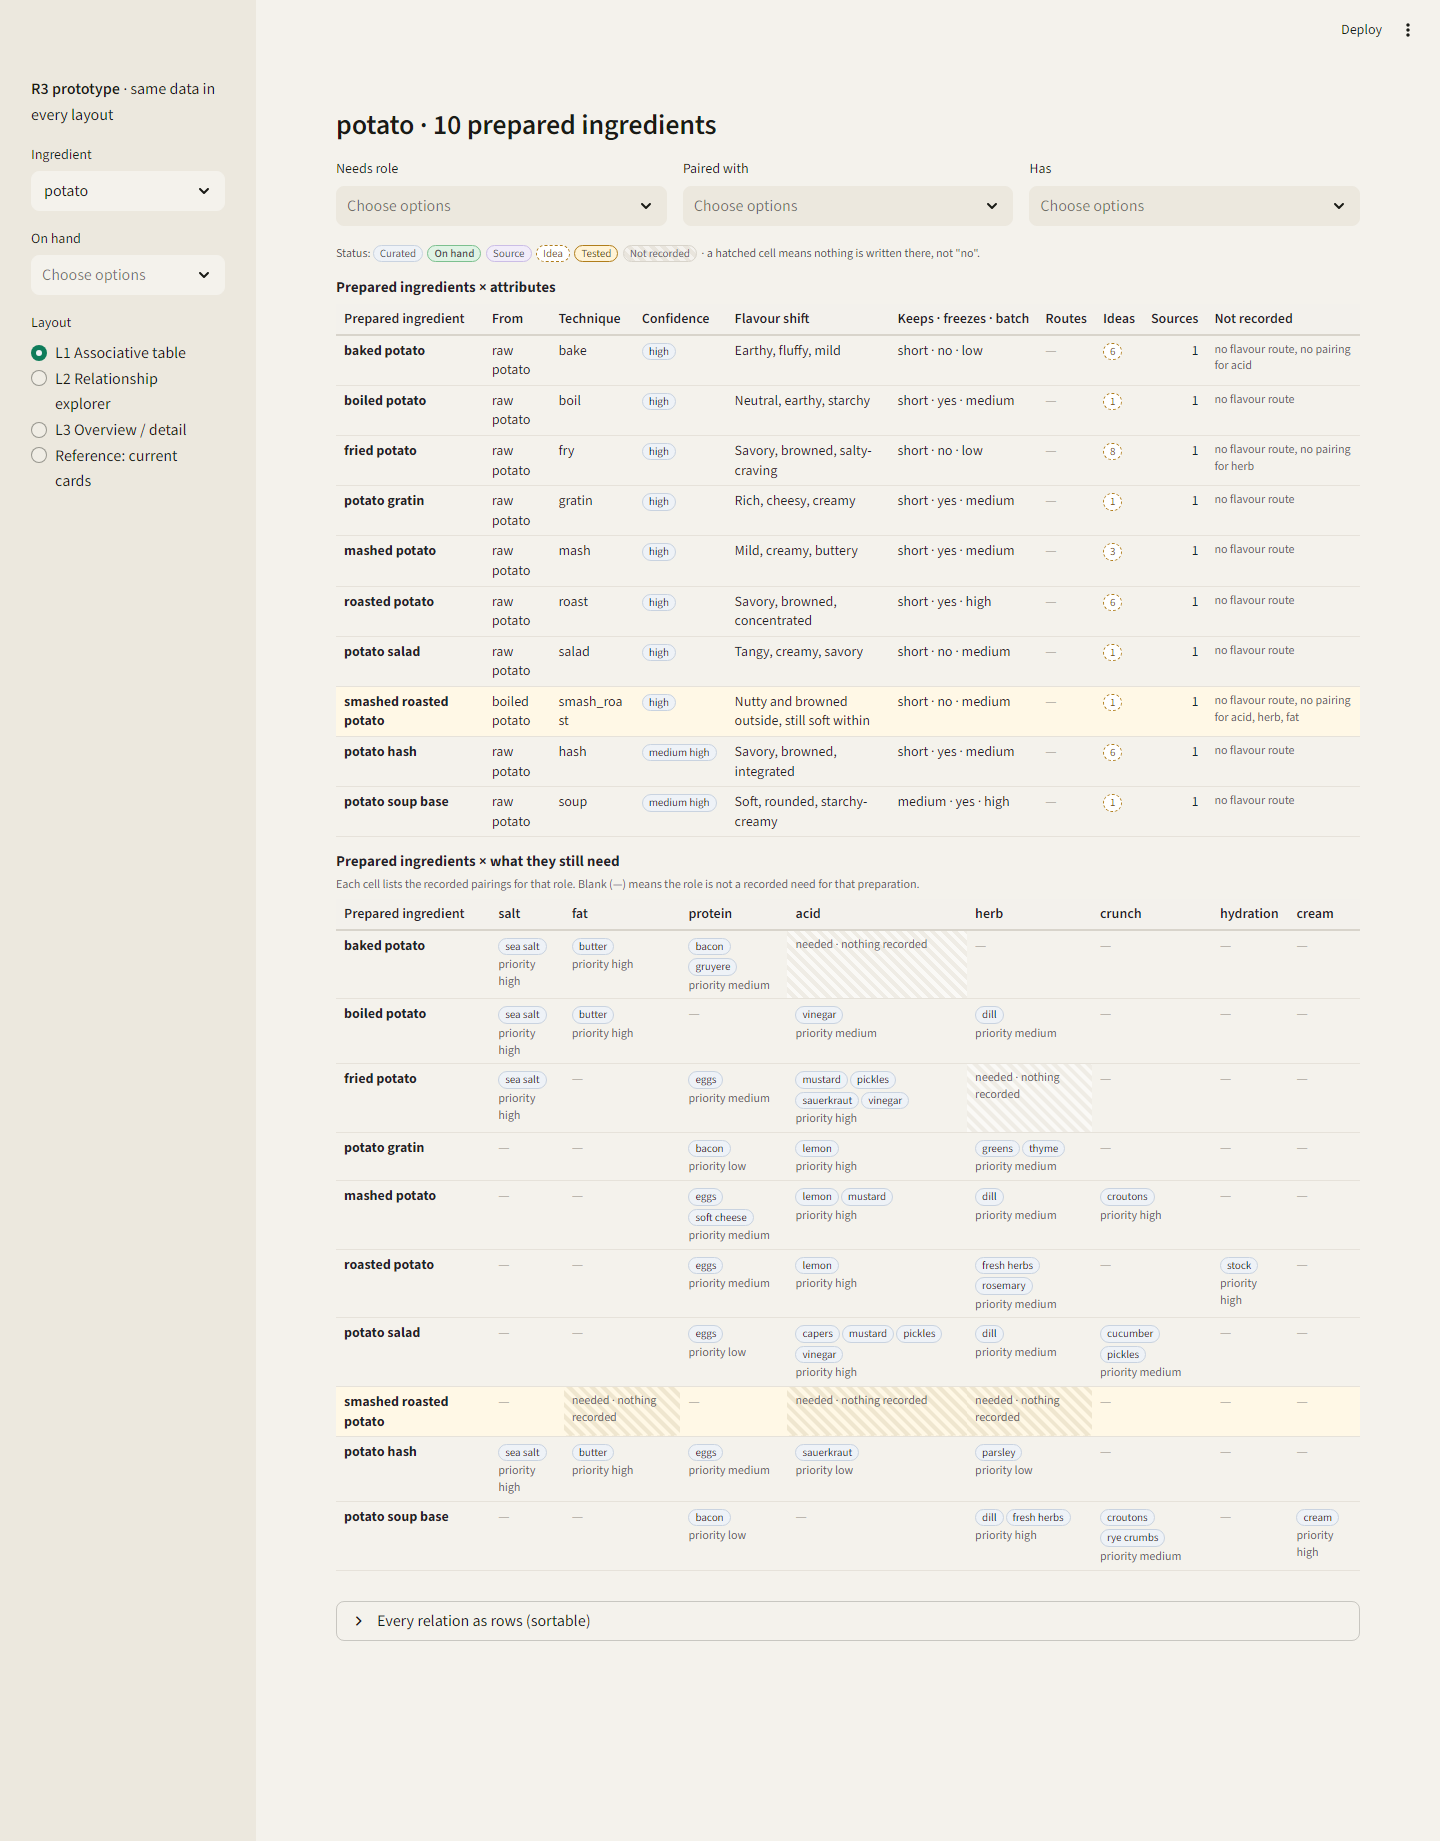 Deploy
R3 prototype · same data in
every layout
Ingredient
potato
On hand
Choose options
Layout
L1 Associative table
L2 Relationship
explorer
L3 Overview / detail
Reference: current
cards
potato · 10 prepared ingredients
Needs role Paired with Has
Choose options Choose options Choose options
Status: Curated On hand Source Idea Tested Not recorded · a hatched cell means nothing is written there, not "no".
Prepared ingredients × attributes
Prepared ingredient From Technique Confidence Flavour shift Keeps · freezes · batch Routes Ideas Sources Not recorded
baked potato raw bake high Earthy, fluffy, mild short · no · low — 6 1 no flavour route, no pairing
potato for acid
boiled potato raw boil high Neutral, earthy, starchy short · yes · medium — 1 1 no flavour route
potato
fried potato raw fry high Savory, browned, salty- short · no · low — 8 1 no flavour route, no pairing
potato craving for herb
potato gratin raw gratin high Rich, cheesy, creamy short · yes · medium — 1 1 no flavour route
potato
mashed potato raw mash high Mild, creamy, buttery short · yes · medium — 3 1 no flavour route
potato
roasted potato raw roast high Savory, browned, short · yes · high — 6 1 no flavour route
potato concentrated
potato salad raw salad high Tangy, creamy, savory short · no · medium — 1 1 no flavour route
potato
smashed roasted boiled smash_roa high Nutty and browned short · no · medium — 1 1 no flavour route, no pairing
potato potato st outside, still soft within for acid, herb, fat
potato hash raw hash medium high Savory, browned, short · yes · medium — 6 1 no flavour route
potato integrated
potato soup base raw soup medium high Soft, rounded, starchy- medium · yes · high — 1 1 no flavour route
potato creamy
Prepared ingredients × what they still need
Each cell lists the recorded pairings for that role. Blank (—) means the role is not a recorded need for that preparation.
Prepared ingredient salt fat protein acid herb crunch hydration cream
baked potato sea salt butter bacon needed · nothing recorded — — — —
priority priority high gruyere
high priority medium
boiled potato sea salt butter — vinegar dill — — —
priority priority high priority medium priority medium
high
fried potato sea salt — eggs mustard pickles needed · nothing — — —
priority priority medium sauerkraut vinegar recorded
high priority high
potato gratin — — bacon lemon greens thyme — — —
priority low priority high priority medium
mashed potato — — eggs lemon mustard dill croutons — —
soft cheese priority high priority medium priority high
priority medium
roasted potato — — eggs lemon fresh herbs — stock —
priority medium priority high rosemary priority
priority medium high
potato salad — — eggs capers mustard pickles dill cucumber — —
priority low vinegar priority medium pickles
priority high priority medium
smashed roasted — needed · nothing — needed · nothing recorded needed · nothing — — —
potato recorded recorded
potato hash sea salt butter eggs sauerkraut parsley — — —
priority priority high priority medium priority low priority low
high
potato soup base — — bacon — dill fresh herbs croutons — cream
priority low priority high rye crumbs priority
priority medium high
Every relation as rows (sortable)